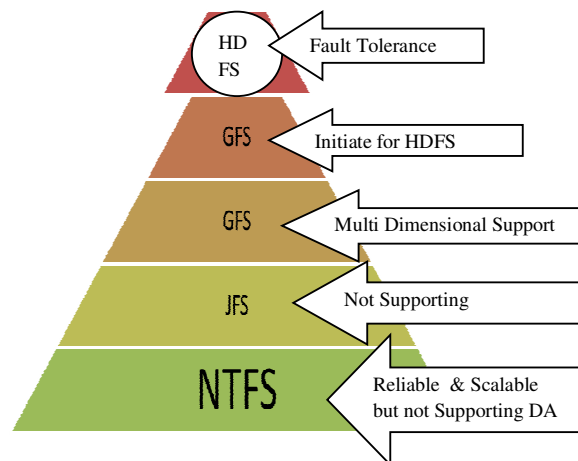 HD
FS
Fault Tolerance
GFS
Initiate for HDFS
GFS
Multi Dimensional Support
JFS
Not Supporting
NTFS
Reliable & Scalable
but not Supporting DA